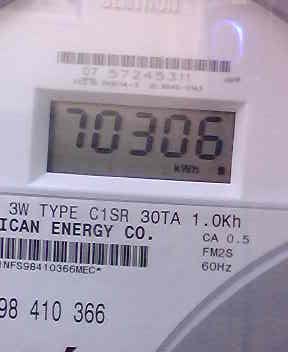 07 57245311
70306
kWh
3W TYPE C1SR 30TA 1.0Kh
ICAN ENERGY CO.
CA 0.5
FM2S
60Hz
1NFS98410366MEC*
98 410 366